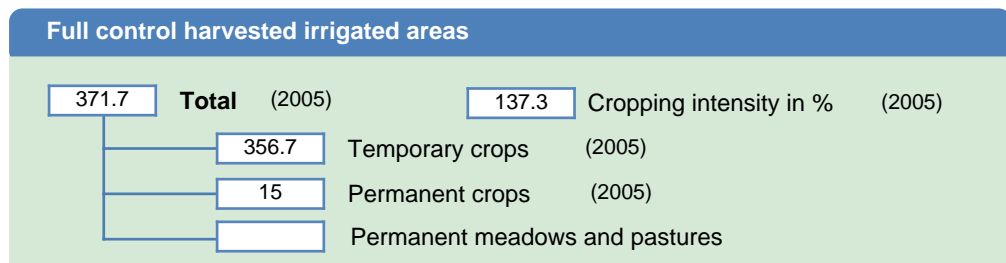 Full control harvested irrigated areas
371.7 Total (2005) 137.3 Cropping intensity in % (2005)
356.7 Temporary crops (2005)
15 Permanent crops (2005)
Permanent meadows and pastures